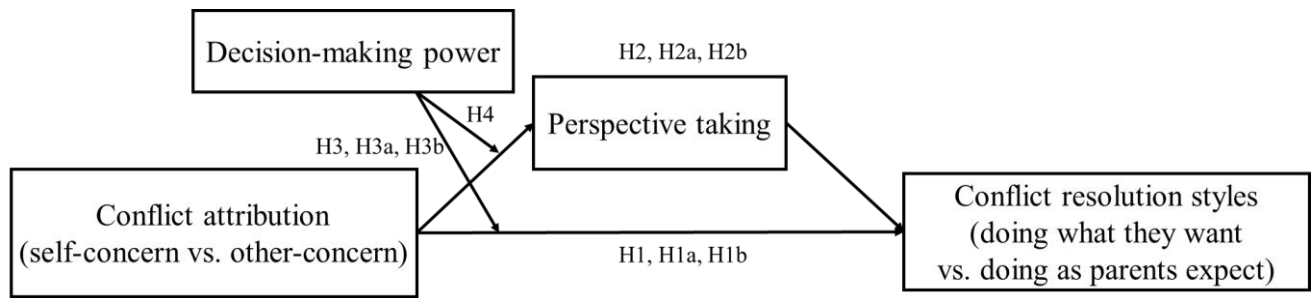 Decision-making power
H2, H2a, H2b
H4
Perspective taking
H3, H3a, H3b
Conflict attribution
(self-concern vs. other-concern)
H1, H1a, H1b
Conflict resolution styles
(doing what they want
vs. doing as parents expect)